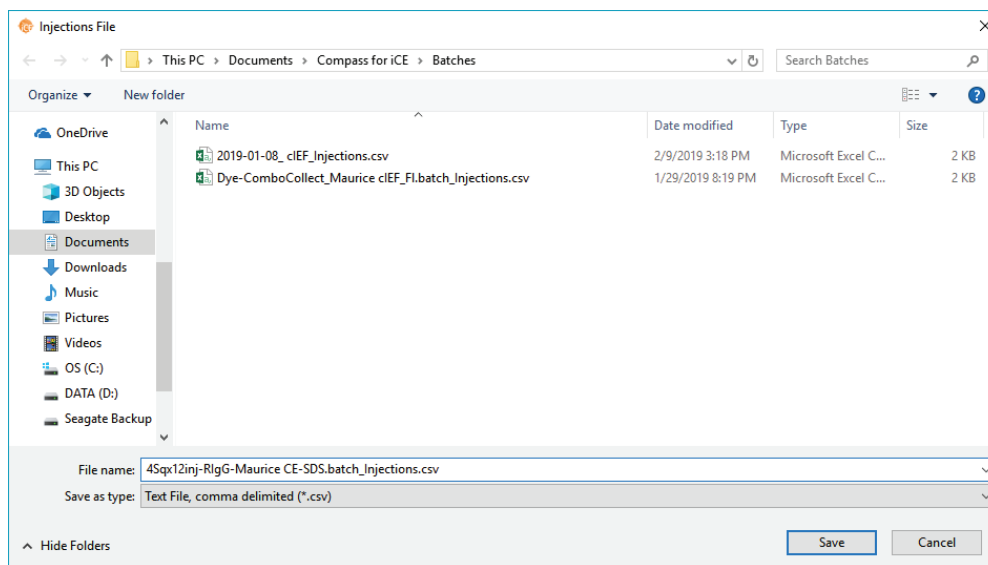 Injections File
This PC > Documents > Compass for iCE > Batches
Search Batches
Organize New folder
Name Date modified Type Size
2019-01-08_ cIEF_Injections.csv 2/9/2019 3:18 PM Microsoft Excel C... 2 KB
Dye-ComboCollect_Maurice cIEF_FI.batch_Injections.csv 1/29/2019 8:19 PM Microsoft Excel C... 2 KB
OneDrive
This PC
3D Objects
Desktop
Documents
Downloads
Music
Pictures
Videos
OS (C:)
DATA (D:)
Seagate Backup
File name: 4Sqx12inj-RIgG-Maurice CE-SDS.batch_Injections.csv
Save as type: Text File, comma delimited (*.csv)
Hide Folders Save Cancel